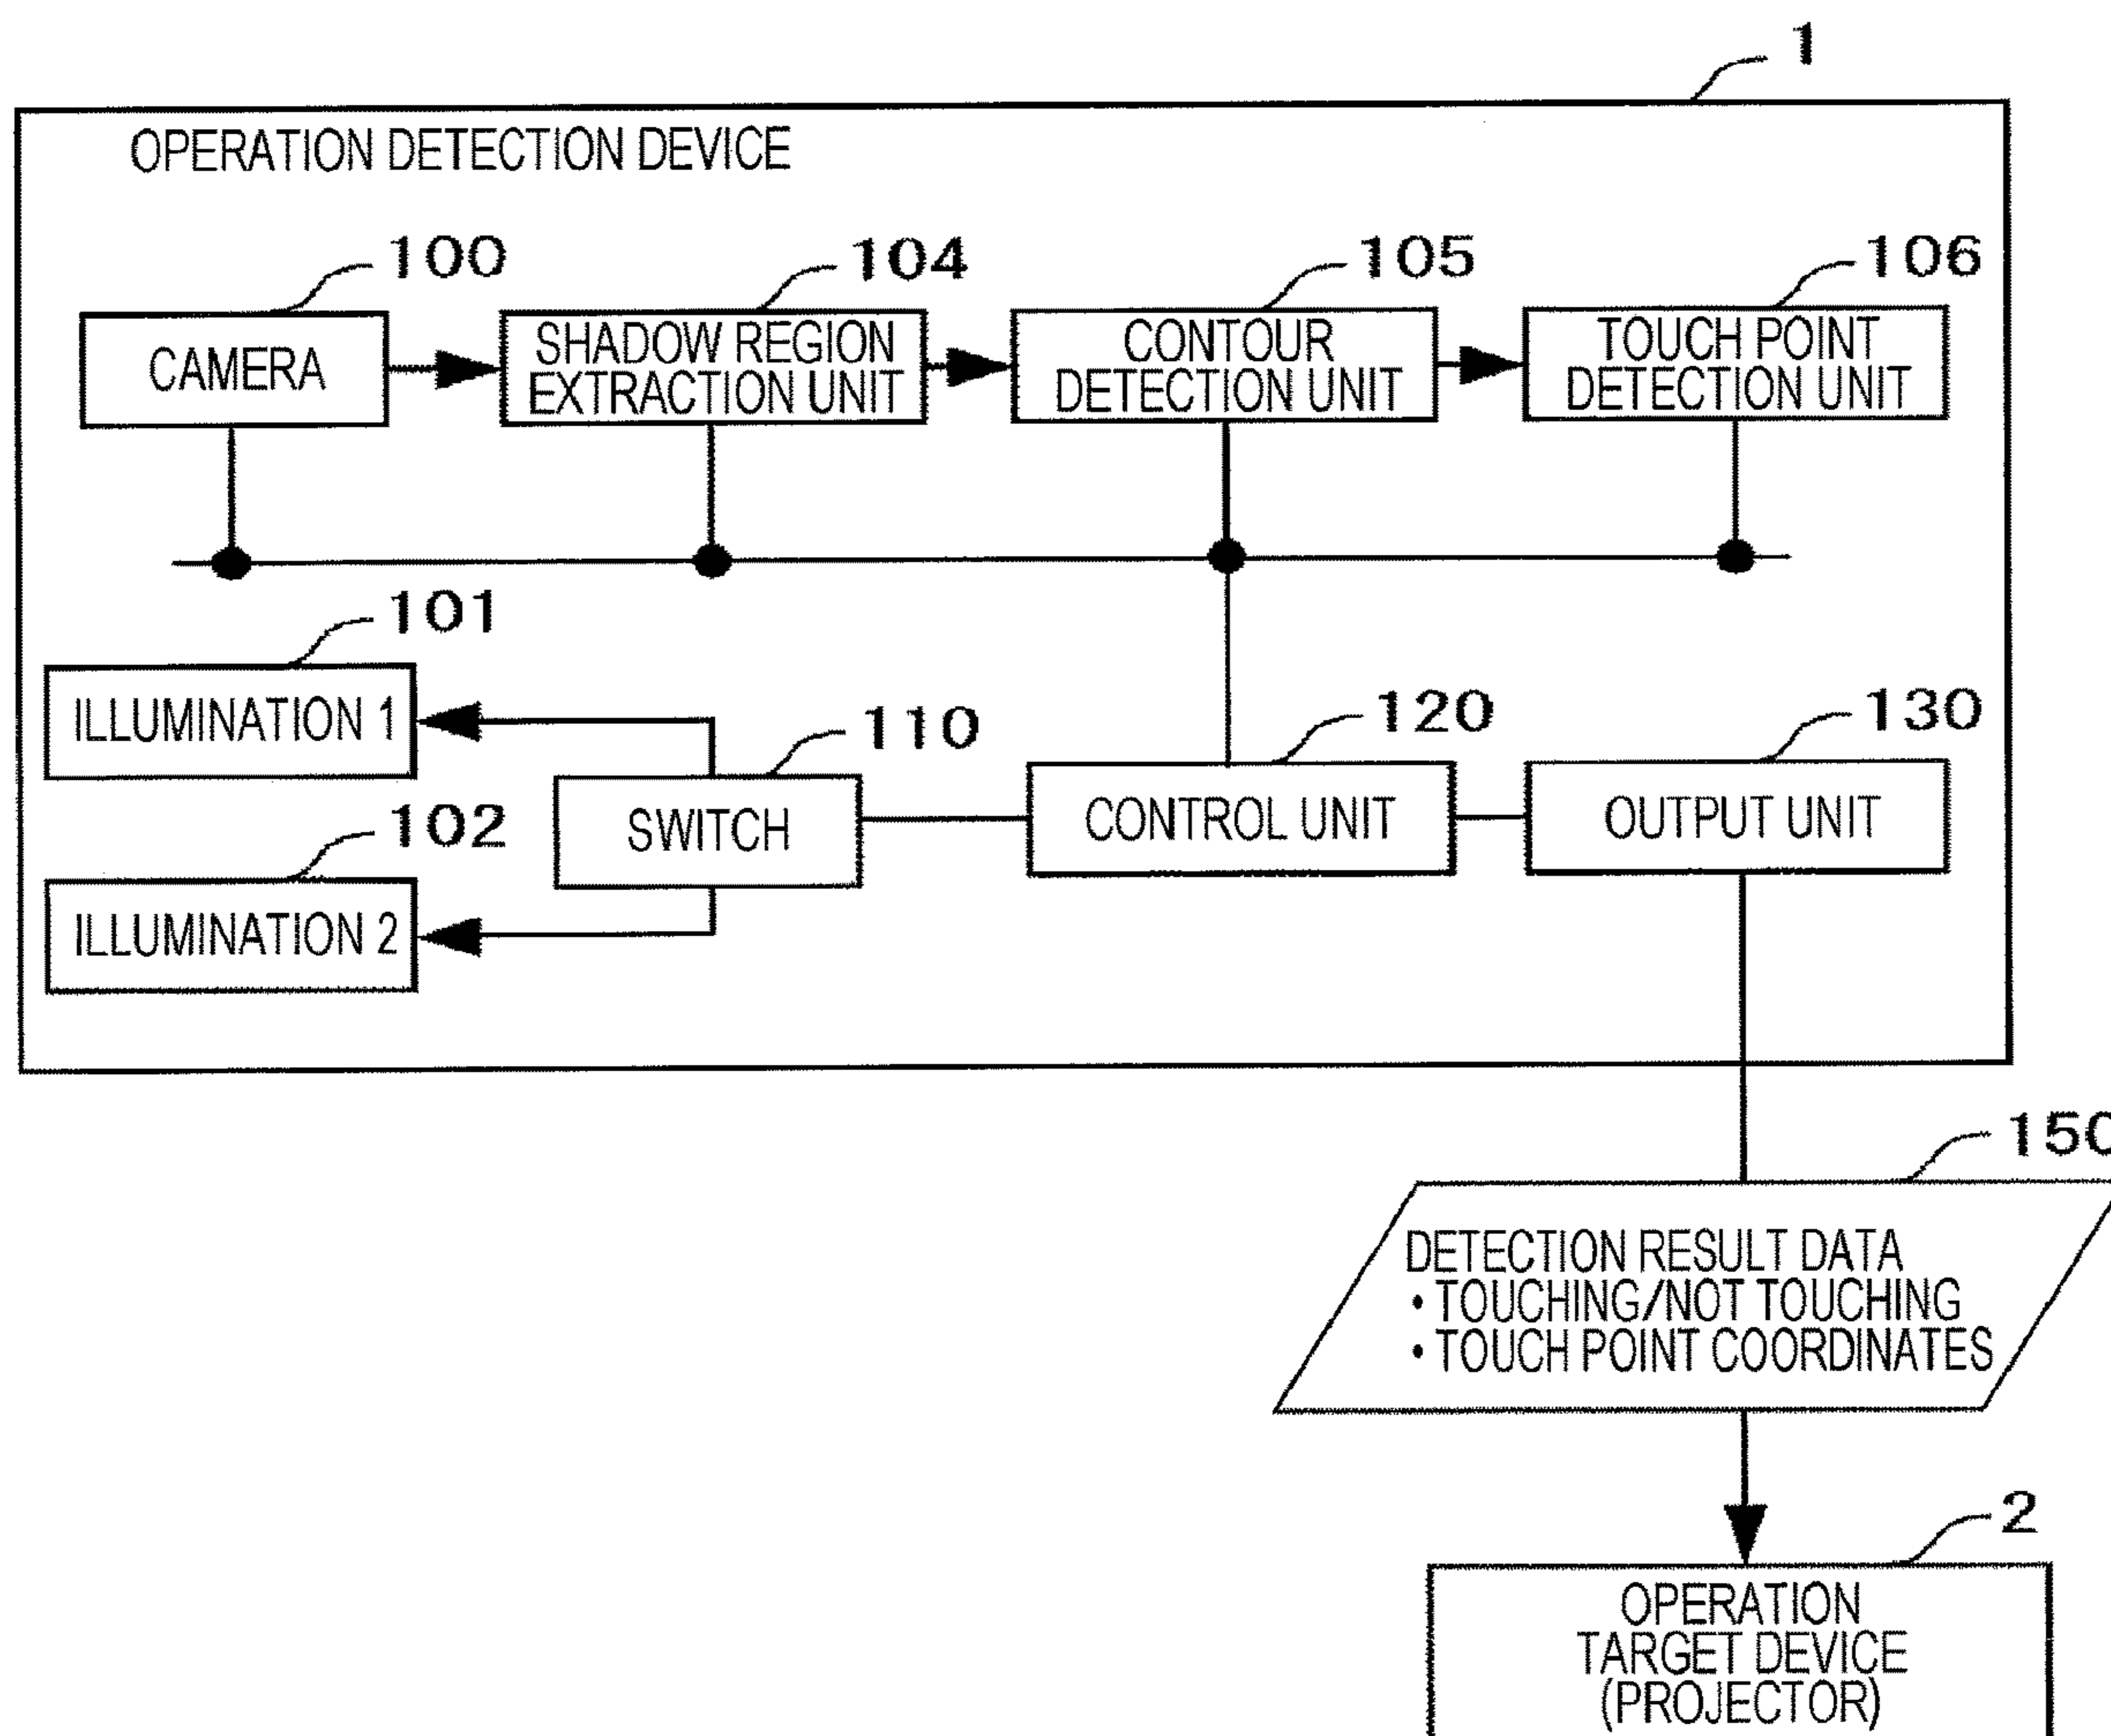 1
OPERATION DETECTION DEVICE
100
104
105
106
CAMERA
SHADOW REGION
EXTRACTION UNIT
CONTOUR
DETECTION UNIT
TOUCH POINT
DETECTION UNIT
101
ILLUMINATION 1
110
120
130
SWITCH
CONTROL UNIT
OUTPUT UNIT
102
ILLUMINATION 2
150
DETECTION RESULT DATA
• TOUCHING/NOT TOUCHING
• TOUCH POINT COORDINATES
2
OPERATION
TARGET DEVICE
(PROJECTOR)